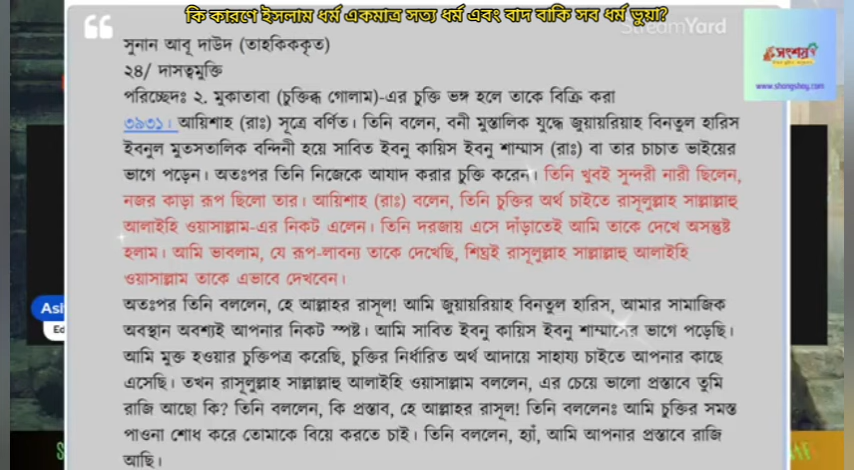 কি কারণে ইসলাম ধর্ম একমাত্র সত্য ধর্ম এবং বাদ বাকি সব ধর্ম ভুয়া?
StreamYard
সংশয়
www.shongshoy.com
সুনান আবূ দাউদ (তাহকিককৃত)
২৪/ দাসত্বমুক্তি
পরিচ্ছেদঃ ২. মুকাতাবা (চুক্তিব্ধ গোলাম)-এর চুক্তি ভঙ্গ হলে তাকে বিক্রি করা
৩৯৩১। আয়িশাহ (রাঃ) সূত্রে বর্ণিত। তিনি বলেন, বনী মুস্তালিক যুদ্ধে জুয়ায়রিয়াহ বিনতুল হারিস
ইবনুল মুতসতালিক বন্দিনী হয়ে সাবিত ইবনু কায়িস ইবনু শাম্মাস (রাঃ) বা তার চাচাত ভাইয়ের
ভাগে পড়েন। অতঃপর তিনি নিজেকে আযাদ করার চুক্তি করেন। তিনি খুবই সুন্দরী নারী ছিলেন,
নজর কাড়া রূপ ছিলো তার। আয়িশাহ (রাঃ) বলেন, তিনি চুক্তির অর্থ চাইতে রাসূলুল্লাহ সাল্লাল্লাহু
আলাইহি ওয়াসাল্লাম-এর নিকট এলেন। তিনি দরজায় এসে দাঁড়াতেই আমি তাকে দেখে অসন্তুষ্ট
হলাম। আমি ভাবলাম, যে রূপ-লাবন্য তাকে দেখেছি, শিঘ্রই রাসূলুল্লাহ সাল্লাল্লাহু আলাইহি
ওয়াসাল্লাম তাকে এভাবে দেখবেন।
অতঃপর তিনি বললেন, হে আল্লাহর রাসূল! আমি জুয়ায়রিয়াহ বিনতুল হারিস, আমার সামাজিক
অবস্থান অবশ্যই আপনার নিকট স্পষ্ট। আমি সাবিত ইবনু কায়িস ইবনু শাম্মাসের ভাগে পড়েছি।
আমি মুক্ত হওয়ার চুক্তিপত্র করেছি, চুক্তির নির্ধারিত অর্থ আদায়ে সাহায্য চাইতে আপনার কাছে
এসেছি। তখন রাসূলুল্লাহ সাল্লাল্লাহু আলাইহি ওয়াসাল্লাম বললেন, এর চেয়ে ভালো প্রস্তাবে তুমি
রাজি আছো কি? তিনি বললেন, কি প্রস্তাব, হে আল্লাহর রাসূল! তিনি বললেনঃ আমি চুক্তির সমস্ত
পাওনা শোধ করে তোমাকে বিয়ে করতে চাই। তিনি বললেন, হ্যাঁ, আমি আপনার প্রস্তাবে রাজি
আছি।